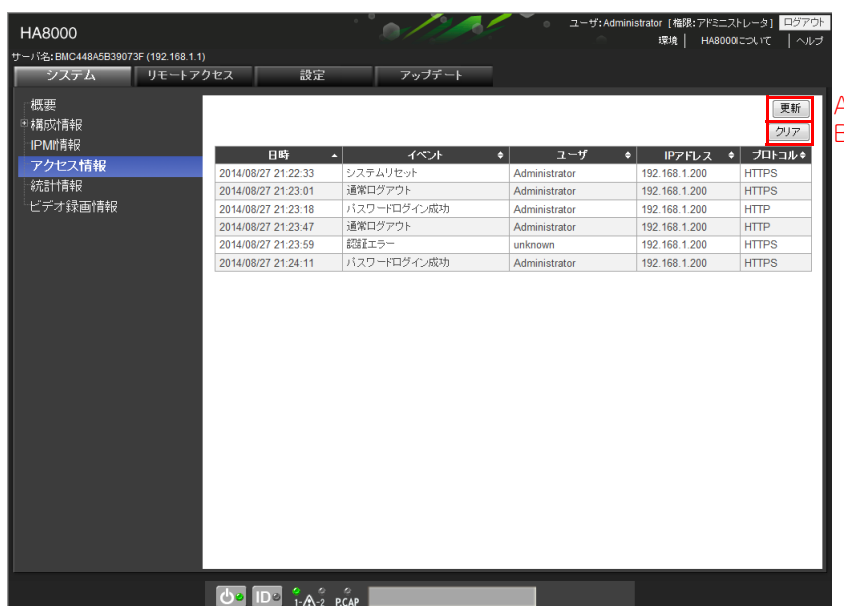 HA8000
ユーザ:Administrator [権限:アドミニストレータ] ログアウト
環境 | HA8000について | ヘルプ
サーバ名:BMC448A5B39073F (192.168.1.1)
システム リモートアクセス 設定 アップデート
概要
構成情報
IPMI情報
アクセス情報
統計情報
ビデオ録画情報
更新 A
クリア B
日時 イベント ユーザ IPアドレス プロトコル
2014/08/27 21:22:33 システムリセット Administrator 192.168.1.200 HTTPS
2014/08/27 21:23:01 通常ログアウト Administrator 192.168.1.200 HTTPS
2014/08/27 21:23:18 パスワードログイン成功 Administrator 192.168.1.200 HTTP
2014/08/27 21:23:47 通常ログアウト Administrator 192.168.1.200 HTTP
2014/08/27 21:23:59 認証エラー unknown 192.168.1.200 HTTPS
2014/08/27 21:24:11 パスワードログイン成功 Administrator 192.168.1.200 HTTPS
ID 1-2 P.CAP